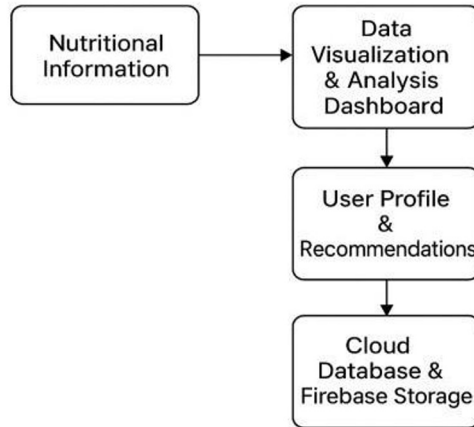 Nutritional
Information
Data
Visualization
& Analysis
Dashboard
User Profile
&
Recommendations
Cloud
Database &
Firebase Storage